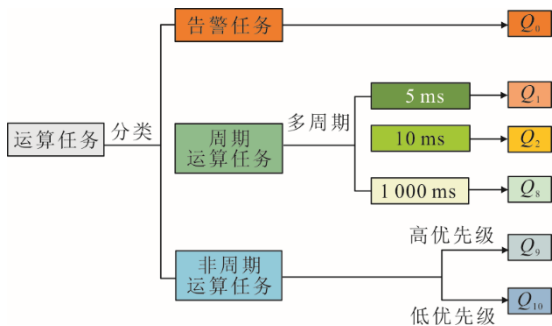 告警任务
Q0
运算任务
分类
周期
运算任务
多周期
5 ms
Q1
10 ms
Q2
1 000 ms
Q8
非周期
运算任务
高优先级
Q9
低优先级
Q10